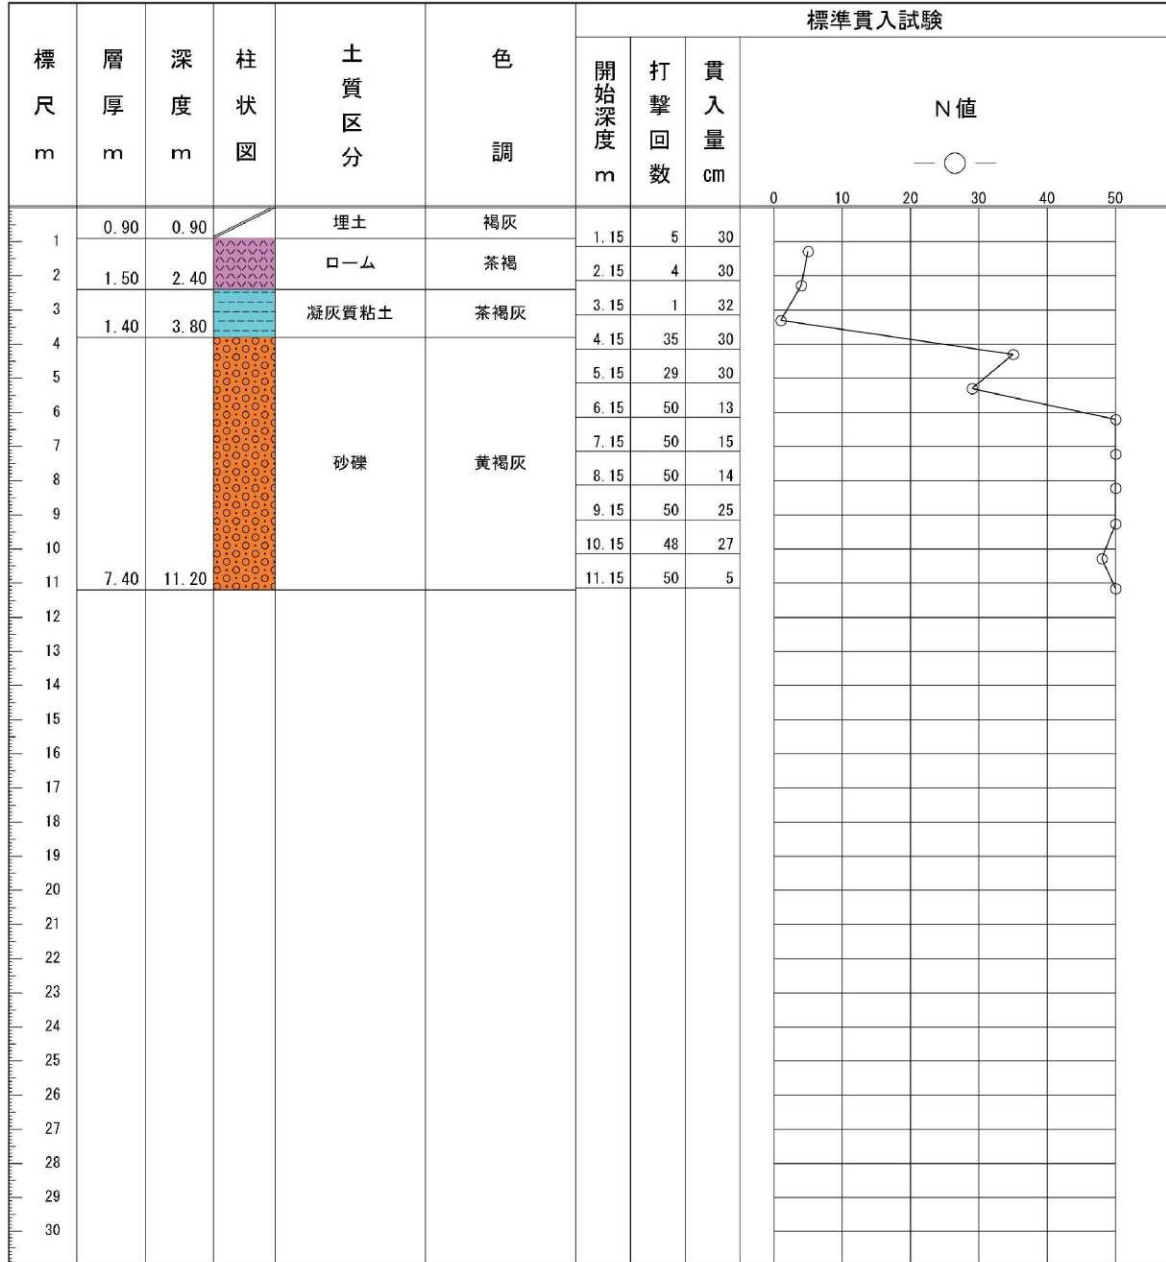 標準貫入試験
標尺 m
層厚 m
深度 m
柱状図
土質区分
色調
開始深度 m
打撃回数
貫入量 cm
N値
0 10 20 30 40 50
0.90 0.90 埋土 褐灰
1 1.15 5 30
ローム 茶褐
2 1.50 2.40 2.15 4 30
3 凝灰質粘土 茶褐灰 3.15 1 32
1.40 3.80
4 4.15 35 30
5 5.15 29 30
6 6.15 50 13
7 7.15 50 15
砂礫 黄褐灰
8 8.15 50 14
9 9.15 50 25
10 10.15 48 27
11 7.40 11.20 11.15 50 5
12
13
14
15
16
17
18
19
20
21
22
23
24
25
26
27
28
29
30